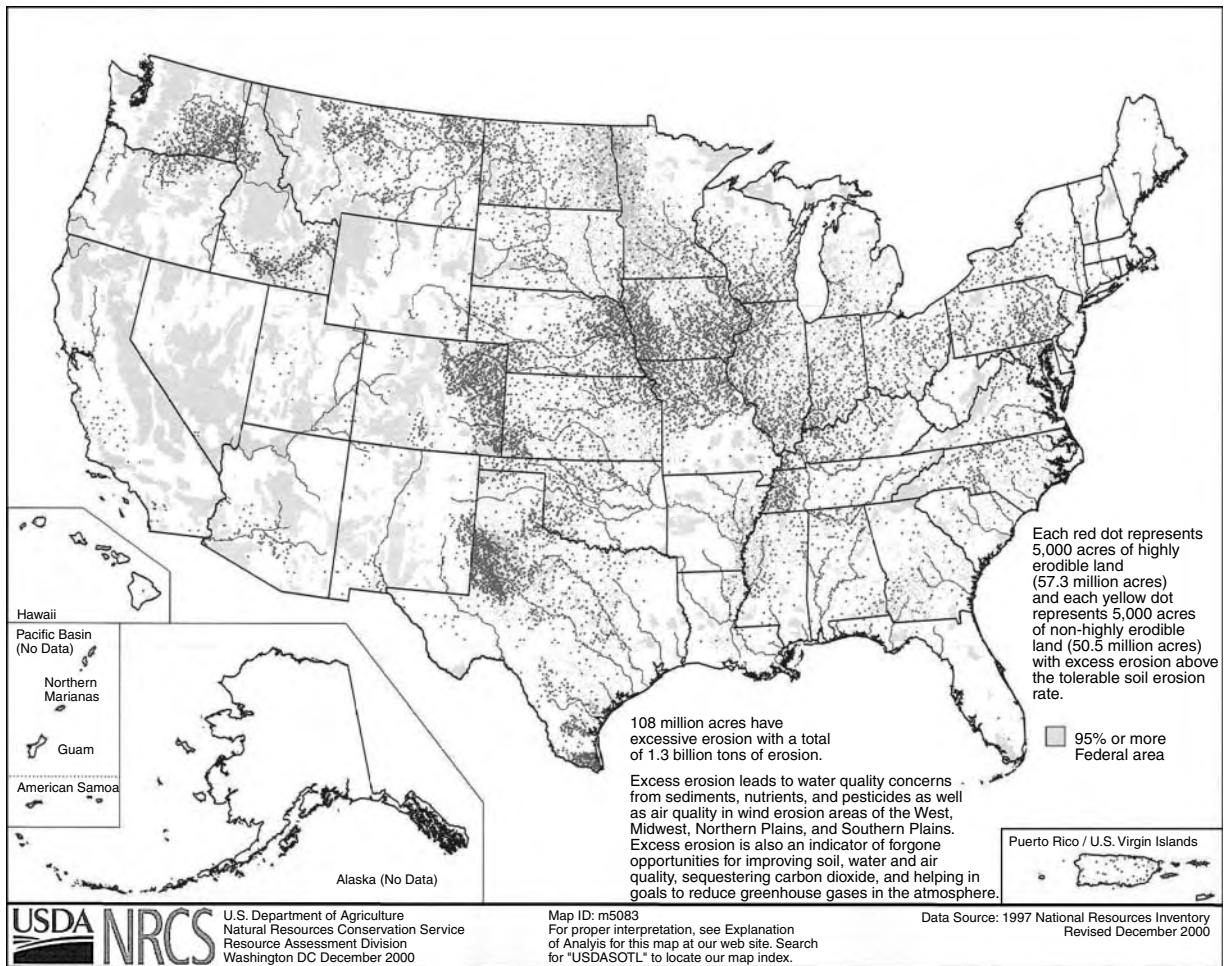 Each red dot represents
5,000 acres of highly
erodible land
(57.3 million acres)
and each yellow dot
represents 5,000 acres
of non-highly erodible
land (50.5 million acres)
with excess erosion above
the tolerable soil erosion
rate.
95% or more
Federal area
Hawaii
Pacific Basin
(No Data)
Northern
Marianas
Guam
American Samoa
Alaska (No Data)
108 million acres have
excessive erosion with a total
of 1.3 billion tons of erosion.
Excess erosion leads to water quality concerns
from sediments, nutrients, and pesticides as well
as air quality in wind erosion areas of the West,
Midwest, Northern Plains, and Southern Plains.
Excess erosion is also an indicator of forgone
opportunities for improving soil, water and air
quality, sequestering carbon dioxide, and helping in
goals to reduce greenhouse gases in the atmosphere.
Puerto Rico / U.S. Virgin Islands
USDA NRCS
U.S. Department of Agriculture
Natural Resources Conservation Service
Resource Assessment Division
Washington DC December 2000
Map ID: m5083
For proper interpretation, see Explanation
of Analyis for this map at our web site. Search
for "USDASOTL" to locate our map index.
Data Source: 1997 National Resources Inventory
Revised December 2000